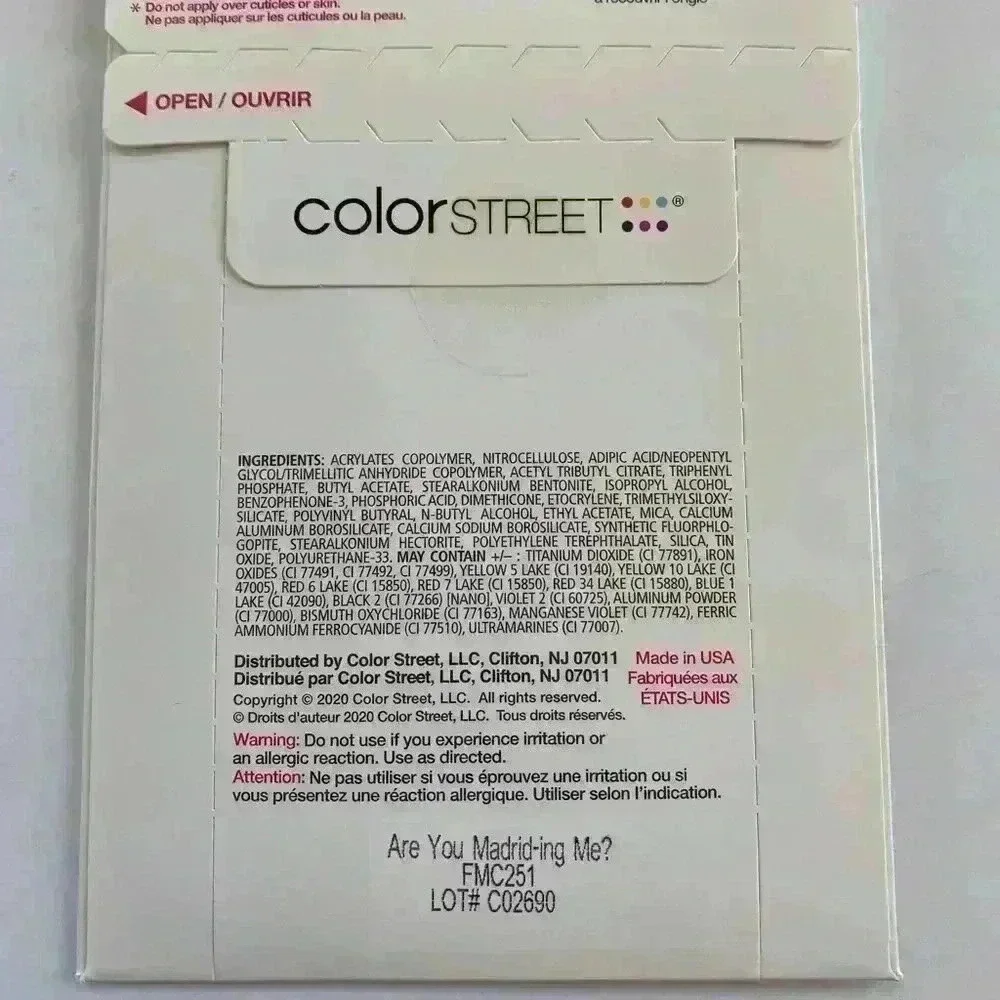 * Do not apply over cuticles or skin.
Ne pas appliquer sur les cuticules ou la peau.
OPEN / OUVRIR
colorSTREET ®
INGREDIENTS: ACRYLATES COPOLYMER, NITROCELLULOSE, ADIPIC ACID/NEOPENTYL
GLYCOL/TRIMELLITIC ANHYDRIDE COPOLYMER, ACETYL TRIBUTYL CITRATE, TRIPHENYL
PHOSPHATE, BUTYL ACETATE, STEARALKONIUM BENTONITE, ISOPROPYL ALCOHOL,
BENZOPHENONE-3, PHOSPHORIC ACID, DIMETHICONE, ETOCRYLENE, TRIMETHYLSILOXY-
SILICATE, POLYVINYL BUTYRAL, N-BUTYL ALCOHOL, ETHYL ACETATE, MICA, CALCIUM
ALUMINUM BOROSILICATE, CALCIUM SODIUM BOROSILICATE, SYNTHETIC FLUORPHLO-
GOPITE, STEARALKONIUM HECTORITE, POLYETHYLENE TEREPHTHALATE, SILICA, TIN
OXIDE, POLYURETHANE-33. MAY CONTAIN +/– : TITANIUM DIOXIDE (CI 77891), IRON
OXIDES (CI 77491, CI 77492, CI 77499), YELLOW 5 LAKE (CI 19140), YELLOW 10 LAKE (CI
47005), RED 6 LAKE (CI 15850), RED 7 LAKE (CI 15850), RED 34 LAKE (CI 15880), BLUE 1
LAKE (CI 42090), BLACK 2 (CI 77266) [NANO], VIOLET 2 (CI 60725), ALUMINUM POWDER
(CI 77000), BISMUTH OXYCHLORIDE (CI 77163), MANGANESE VIOLET (CI 77742), FERRIC
AMMONIUM FERROCYANIDE (CI 77510), ULTRAMARINES (CI 77007).
Distributed by Color Street, LLC, Clifton, NJ 07011
Distribué par Color Street, LLC, Clifton, NJ 07011
Made in USA
Fabriquées aux
ÉTATS-UNIS
Copyright © 2020 Color Street, LLC. All rights reserved.
© Droits d'auteur 2020 Color Street, LLC. Tous droits réservés.
Warning: Do not use if you experience irritation or
an allergic reaction. Use as directed.
Attention: Ne pas utiliser si vous éprouvez une irritation ou si
vous présentez une réaction allergique. Utiliser selon l'indication.
Are You Madrid-ing Me?
FMC251
LOT# C02690